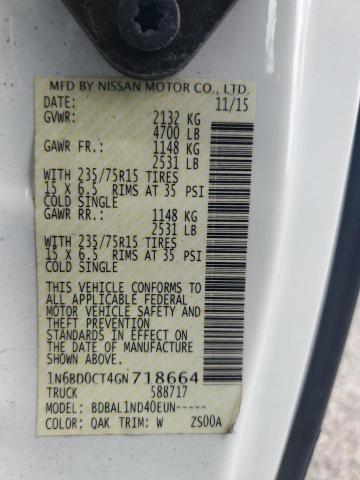 MFD BY NISSAN MOTOR CO., LTD.
DATE: 11/15
GVWR: 2132 KG
4700 LB
GAWR FR.: 1148 KG
2531 LB
WITH 235/75R15 TIRES
15 X 6.5 RIMS AT 35 PSI
COLD SINGLE
GAWR RR: 1148 KG
2531 LB
WITH 235/75R15 TIRES
15 X 6.5 RIMS AT 35 PSI
COLD SINGLE
THIS VEHICLE CONFORMS TO
ALL APPLICABLE FEDERAL
MOTOR VEHICLE SAFETY AND
STANDARDS IN EFFECT ON
THE DATE OF MANUFACTURE
SHOWN ABOVE.
1N6BD0CT4GN718664
TRUCK 588717
MODEL: BDBAL1ND40EUN-----
COLOR: QAK TRIM: W ZS00A